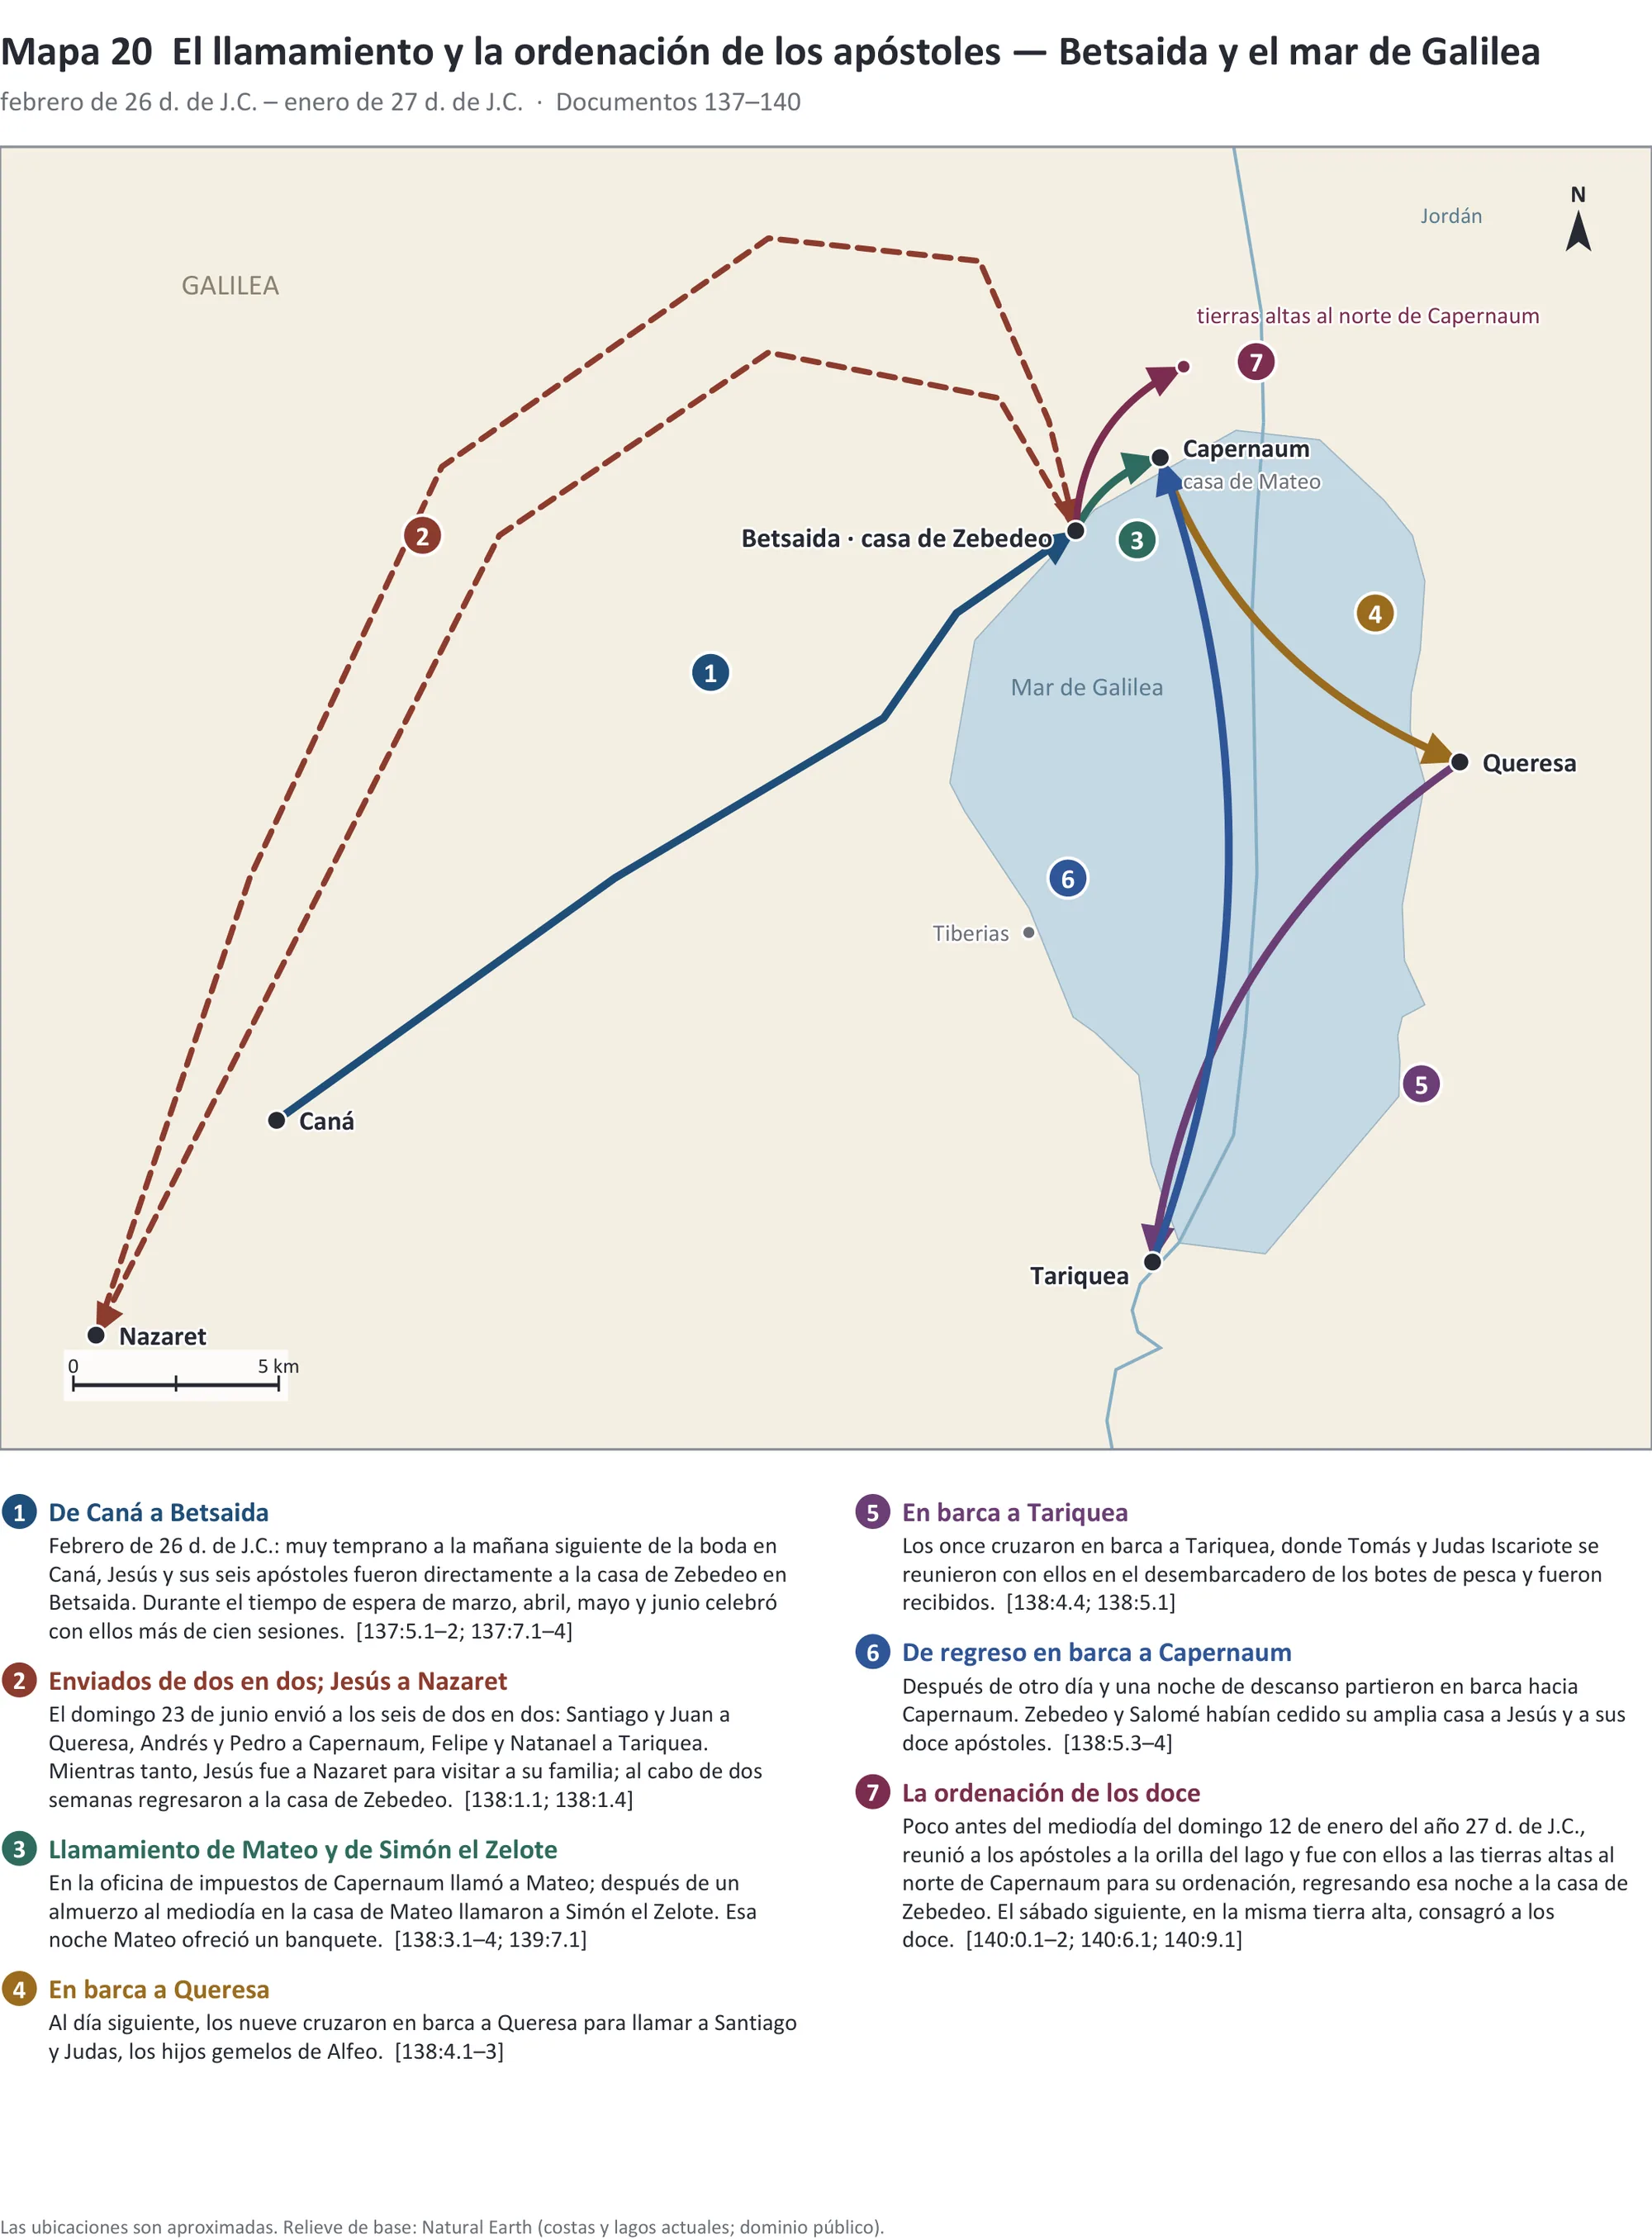 Mapa 20 El llamamiento y la ordenación de los apóstoles — Betsaida y el mar de Galilea
febrero de 26 d. de J.C. – enero de 27 d. de J.C. · Documentos 137–140
N
Jordán
GALILEA
tierras altas al norte de Capernaum
7
Capernaum
casa de Mateo
2
Betsaida · casa de Zebedeo
3
4
1
Mar de Galilea
Queresa
6
Tiberias
5
Caná
Tariquea
Nazaret
0 5 km
1 De Caná a Betsaida
Febrero de 26 d. de J.C.: muy temprano a la mañana siguiente de la boda en
Caná, Jesús y sus seis apóstoles fueron directamente a la casa de Zebedeo en
Betsaida. Durante el tiempo de espera de marzo, abril, mayo y junio celebró
con ellos más de cien sesiones. [137:5.1–2; 137:7.1–4]
2 Enviados de dos en dos; Jesús a Nazaret
El domingo 23 de junio envió a los seis de dos en dos: Santiago y Juan a
Queresa, Andrés y Pedro a Capernaum, Felipe y Natanael a Tariquea.
Mientras tanto, Jesús fue a Nazaret para visitar a su familia; al cabo de dos
semanas regresaron a la casa de Zebedeo. [138:1.1; 138:1.4]
3 Llamamiento de Mateo y de Simón el Zelote
En la oficina de impuestos de Capernaum llamó a Mateo; después de un
almuerzo al mediodía en la casa de Mateo llamaron a Simón el Zelote. Esa
noche Mateo ofreció un banquete. [138:3.1–4; 139:7.1]
4 En barca a Queresa
Al día siguiente, los nueve cruzaron en barca a Queresa para llamar a Santiago
y Judas, los hijos gemelos de Alfeo. [138:4.1–3]
5 En barca a Tariquea
Los once cruzaron en barca a Tariquea, donde Tomás y Judas Iscariote se
reunieron con ellos en el desembarcadero de los botes de pesca y fueron
recibidos. [138:4.4; 138:5.1]
6 De regreso en barca a Capernaum
Después de otro día y una noche de descanso partieron en barca hacia
Capernaum. Zebedeo y Salomé habían cedido su amplia casa a Jesús y a sus
doce apóstoles. [138:5.3–4]
7 La ordenación de los doce
Poco antes del mediodía del domingo 12 de enero del año 27 d. de J.C.,
reunió a los apóstoles a la orilla del lago y fue con ellos a las tierras altas al
norte de Capernaum para su ordenación, regresando esa noche a la casa de
Zebedeo. El sábado siguiente, en la misma tierra alta, consagró a los
doce. [140:0.1–2; 140:6.1; 140:9.1]
Las ubicaciones son aproximadas. Relieve de base: Natural Earth (costas y lagos actuales; dominio público).